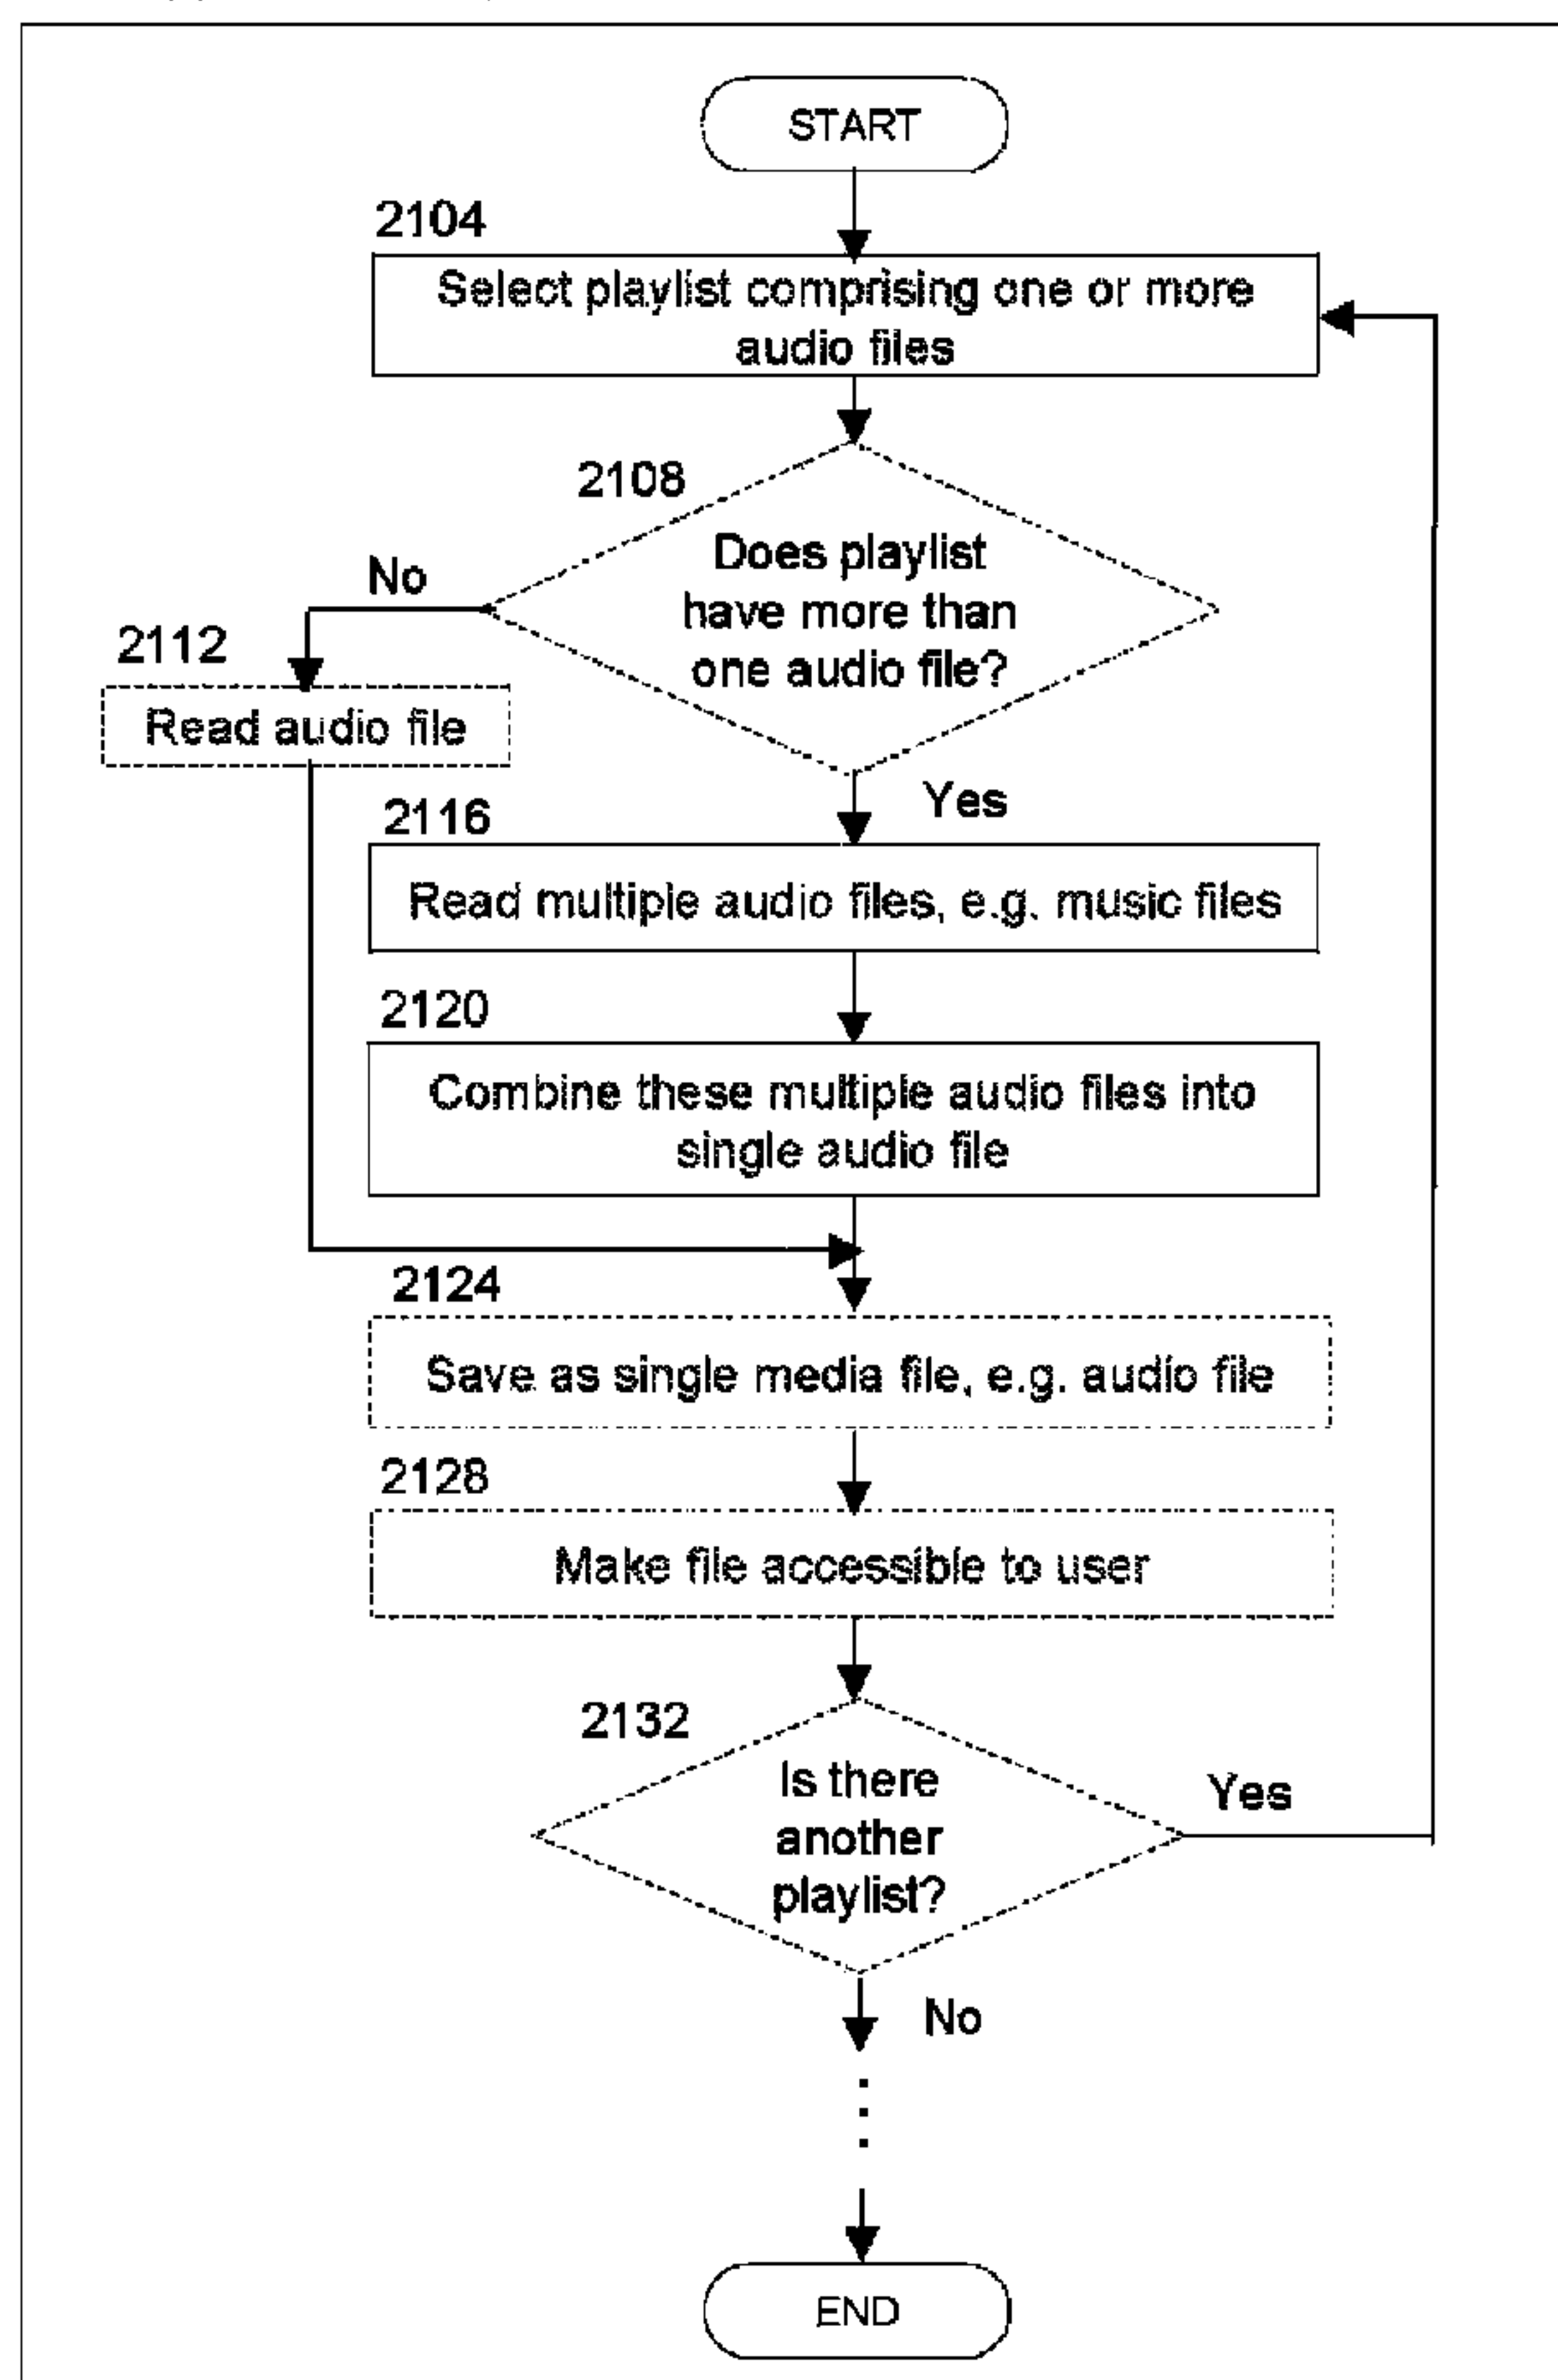 START
2104
Select playlist comprising one or more
audio files
2108
Does playlist
have more than
one audio file?
No
2112
Read audio file
Yes
2116
Read multiple audio files, e.g. music files
2120
Combine these multiple audio files into
single audio file
2124
Save as single media file, e.g. audio file
2128
Make file accessible to user
2132
Is there
another
playlist?
Yes
No
END